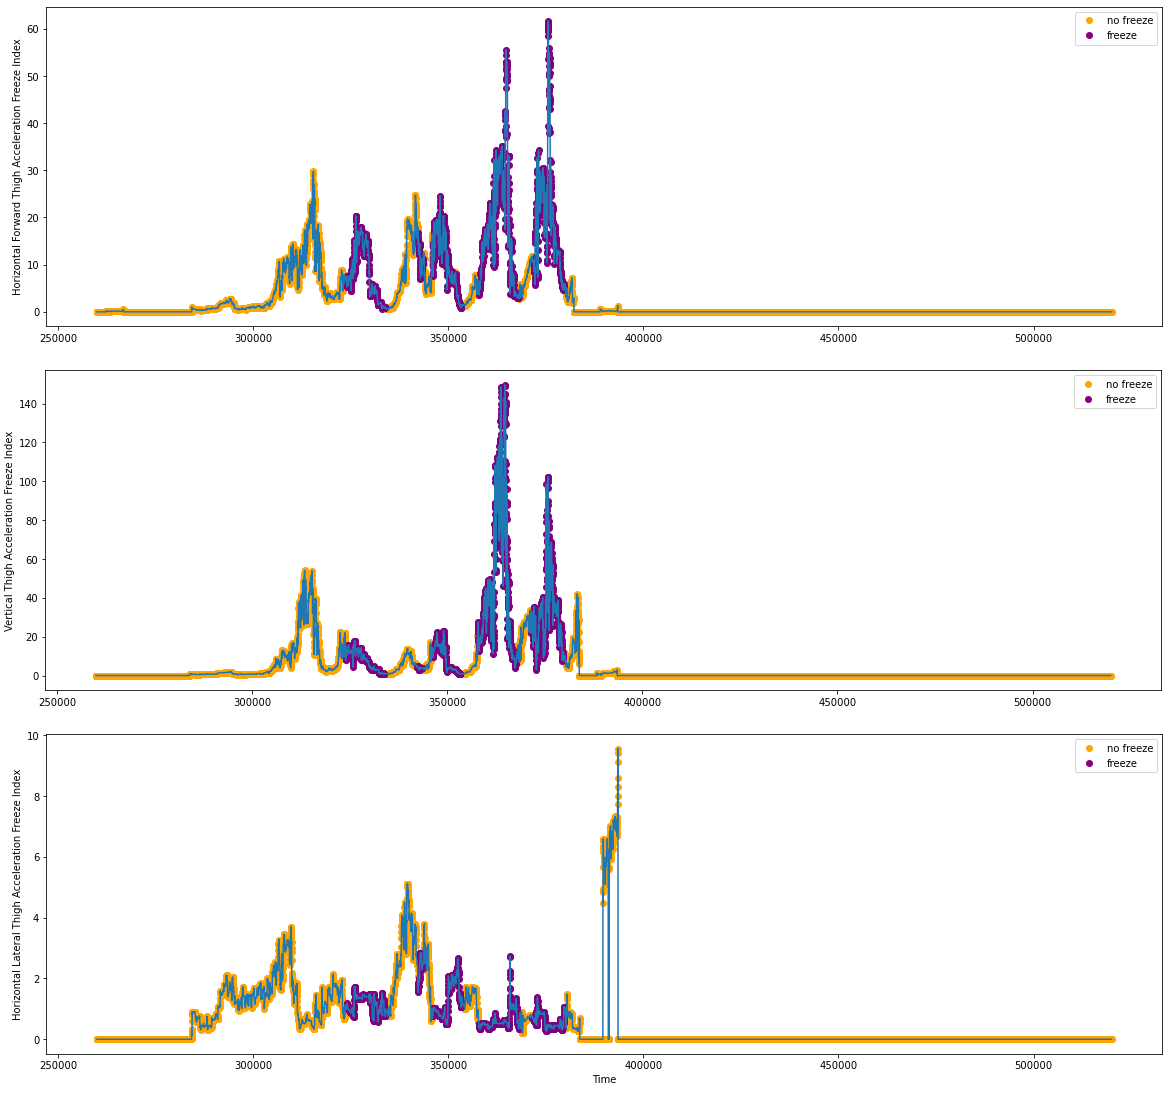 Horizontal Forward Thigh Acceleration Freeze Index
60
50
40
30
20
10
0
no freeze
freeze
250000 300000 350000 400000 450000 500000
Vertical Thigh Acceleration Freeze Index
140
120
100
80
60
40
20
0
no freeze
freeze
250000 300000 350000 400000 450000 500000
Horizontal Lateral Thigh Acceleration Freeze Index
10
8
6
4
2
0
no freeze
freeze
250000 300000 350000 400000 450000 500000
Time